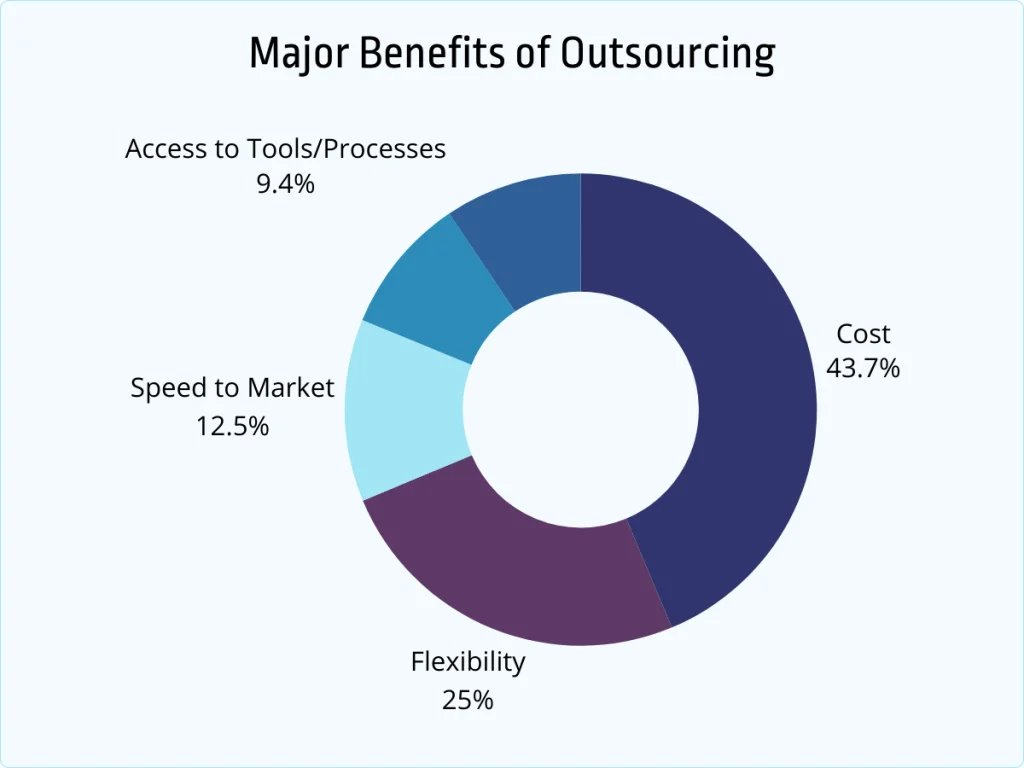 Major Benefits of Outsourcing
Access to Tools/Processes
9.4%
Cost
43.7%
Speed to Market
12.5%
Flexibility
25%